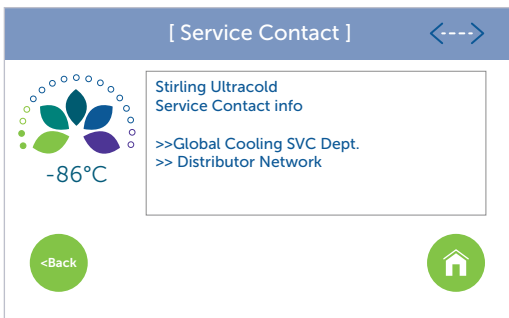 [ Service Contact ]
<---->
Stirling Ultracold
Service Contact info
>>Global Cooling SVC Dept.
>> Distributor Network
-86°C
<Back